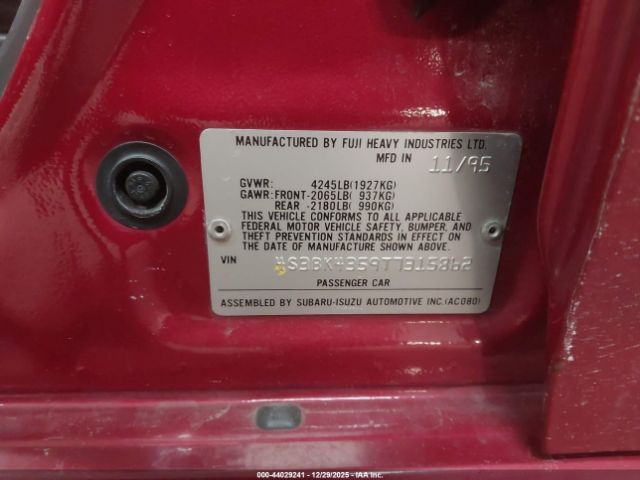 MANUFACTURED BY FUJI HEAVY INDUSTRIES LTD.
MFD IN 11/95
GVWR: 4245LB(1927KG)
GAWR:FRONT-2065LB( 937KG)
REAR -2180LB( 990KG)
THIS VEHICLE CONFORMS TO ALL APPLICABLE
FEDERAL MOTOR VEHICLE SAFETY, BUMPER, AND
THEFT PREVENTION STANDARDS IN EFFECT ON
THE DATE OF MANUFACTURE SHOWN ABOVE.
VIN 4S3BK4359T7315862
PASSENGER CAR
ASSEMBLED BY SUBARU-ISUZU AUTOMOTIVE INC.(AC080)
000-44029241 - 12/29/2025 - IAA Inc.